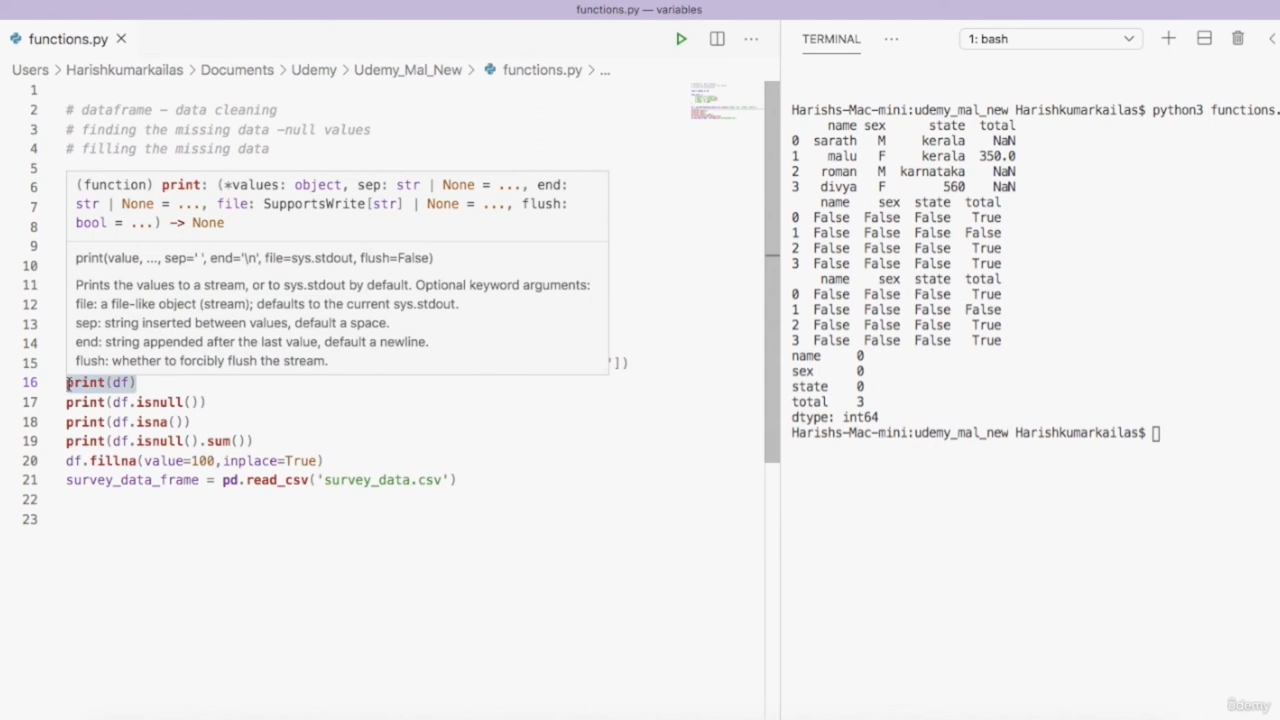 functions.py — variables
functions.py
TERMINAL
1: bash
Users > Harishkumarkailas > Documents > Udemy > Udemy_Mal_New > functions.py > ...
1
2 # dataframe - data cleaning
3 # finding the missing data -null values
4 # filling the missing data
5
6
7
8
9
10
11
12
13
14
15 '])
(function) print: (*values: object, sep: str | None = ..., end:
str | None = ..., file: SupportsWrite[str] | None = ..., flush:
bool = ...) -> None
print(value, ..., sep=' ', end='\n', file=sys.stdout, flush=False)
Prints the values to a stream, or to sys.stdout by default. Optional keyword arguments:
file: a file-like object (stream); defaults to the current sys.stdout.
sep: string inserted between values, default a space.
end: string appended after the last value, default a newline.
flush: whether to forcibly flush the stream.
16 print(df)
17 print(df.isnull())
18 print(df.isna())
19 print(df.isnull().sum())
20 df.fillna(value=100,inplace=True)
21 survey_data_frame = pd.read_csv('survey_data.csv')
22
23
Harishs-Mac-mini:udemy_mal_new Harishkumarkailas$ python3 functions.
name sex state total
0 sarath M kerala NaN
1 malu F kerala 350.0
2 roman M karnataka NaN
3 divya F 560 NaN
name sex state total
0 False False False True
1 False False False False
2 False False False True
3 False False False True
name sex state total
0 False False False True
1 False False False False
2 False False False True
3 False False False True
name 0
sex 0
state 0
total 3
dtype: int64
Harishs-Mac-mini:udemy_mal_new Harishkumarkailas$
ûdemy